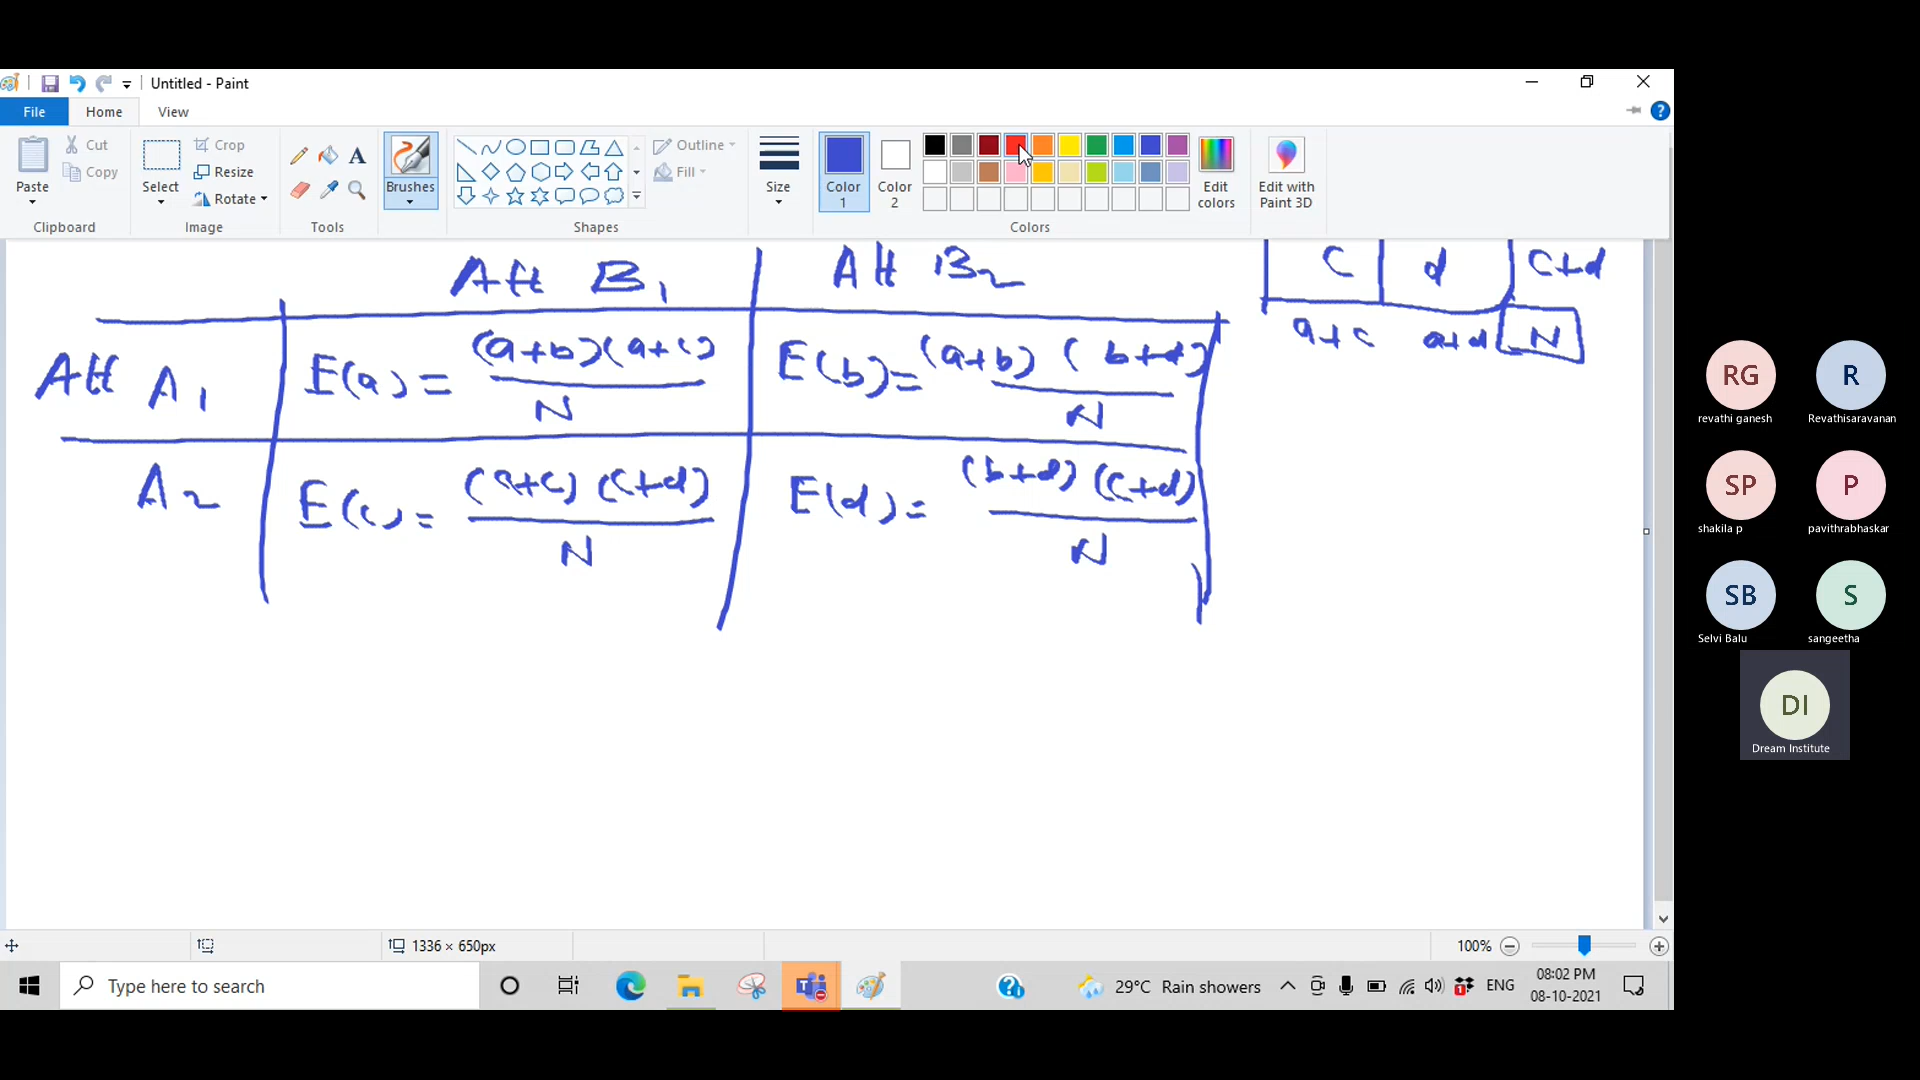 Untitled - Paint
File Home View
Paste Cut Copy Clipboard
Select Crop Resize Rotate Image
A Tools
Brushes
Outline Fill Shapes
Size
Color 1 Color 2 Edit colors Colors
Edit with Paint 3D
Att B1 Att B2
c d c+d
a+c a+d N
Att A1 E(a) = (a+b)(a+c) / N E(b) = (a+b) (b+d) / N
A2 E(c) = (a+c) (c+d) / N E(d) = (b+d) (c+d) / N
RG R
revathi ganesh Revathisaravanan
SP P
shakila p pavithrabhaskar
SB S
Selvi Balu sangeetha
DI
Dream Institute
1336 × 650px 100%
Type here to search 29°C Rain showers ENG 08:02 PM
08-10-2021